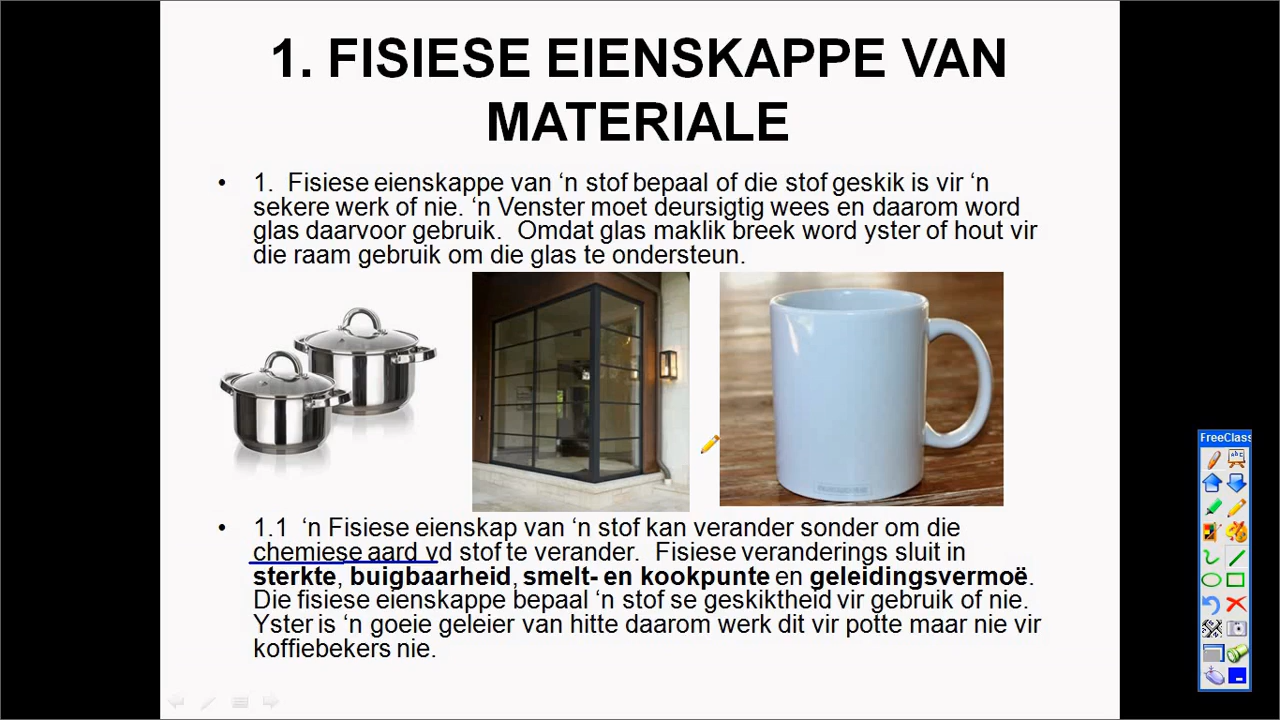 1. FISIESE EIENSKAPPE VAN
MATERIALE
• 1. Fisiese eienskappe van ‘n stof bepaal of die stof geskik is vir ‘n
sekere werk of nie. ‘n Venster moet deursigtig wees en daarom word
glas daarvoor gebruik. Omdat glas maklik breek word yster of hout vir
die raam gebruik om die glas te ondersteun.
• 1.1 ‘n Fisiese eienskap van ‘n stof kan verander sonder om die
chemiese aard vd stof te verander. Fisiese veranderings sluit in
sterkte, buigbaarheid, smelt- en kookpunte en geleidingsvermoë.
Die fisiese eienskappe bepaal ‘n stof se geskiktheid vir gebruik of nie.
Yster is ‘n goeie geleier van hitte daarom werk dit vir potte maar nie vir
koffiebekers nie.
FreeClass
abc